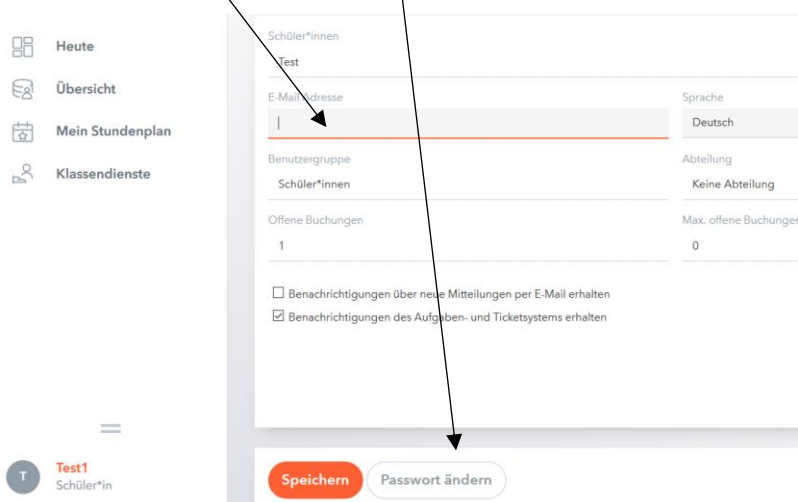 Heute
Übersicht
Mein Stundenplan
Klassendienste
T
Test1
Schüler*in
Schüler*innen
Test
E-Mail Adresse
Sprache
Deutsch
Benutzergruppe
Abteilung
Schüler*innen
Keine Abteilung
Offene Buchungen
Max. offene Buchungen
1
0
Benachrichtigungen über neue Mitteilungen per E-Mail erhalten
Benachrichtigungen des Aufgaben- und Ticketsystems erhalten
Speichern
Passwort ändern